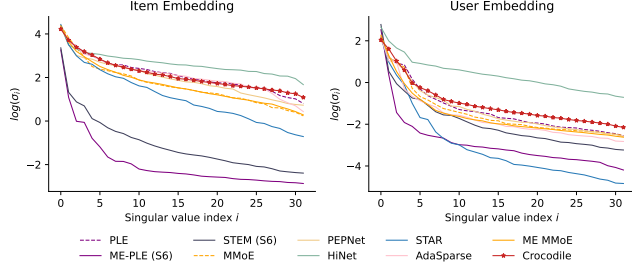 Item Embedding
User Embedding
log(σᵢ)
4
2
0
−2
0
5
10
15
20
25
30
Singular value index i
log(σᵢ)
2
0
−2
−4
0
5
10
15
20
25
30
Singular value index i
PLE
STEM (S6)
PEPNet
STAR
ME MMoE
ME-PLE (S6)
MMoE
HiNet
AdaSparse
Crocodile